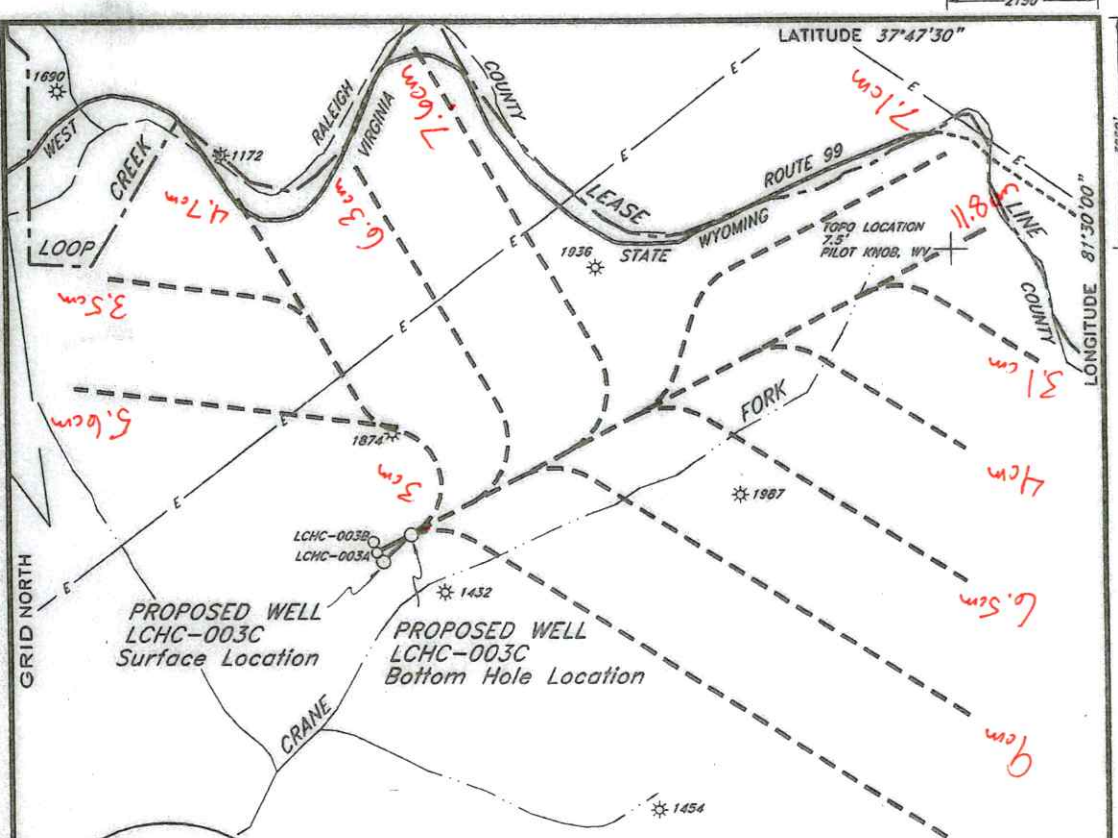 2150
LATITUDE 37°47'30"
1690
WEST
CREEK
LOOP
1172
RALEIGH
VIRGINIA
COUNTY
7.6cm
7.1cm
4.7cm
6.3cm
LEASE
STATE
WYOMING
ROUTE 99
1936
TOPO LOCATION
7.5'
PILOT KNOB, WV
LINE
COUNTY
LONGITUDE 81°30'00"
E
E
E
E
E
E
E
3.5cm
5.6cm
1874
3cm
3.1cm
4cm
6.5cm
9cm
FORK
1987
LCHC-003B
LCHC-003A
1432
PROPOSED WELL
LCHC-003C
Surface Location
PROPOSED WELL
LCHC-003C
Bottom Hole Location
GRID NORTH
CRANE
1454